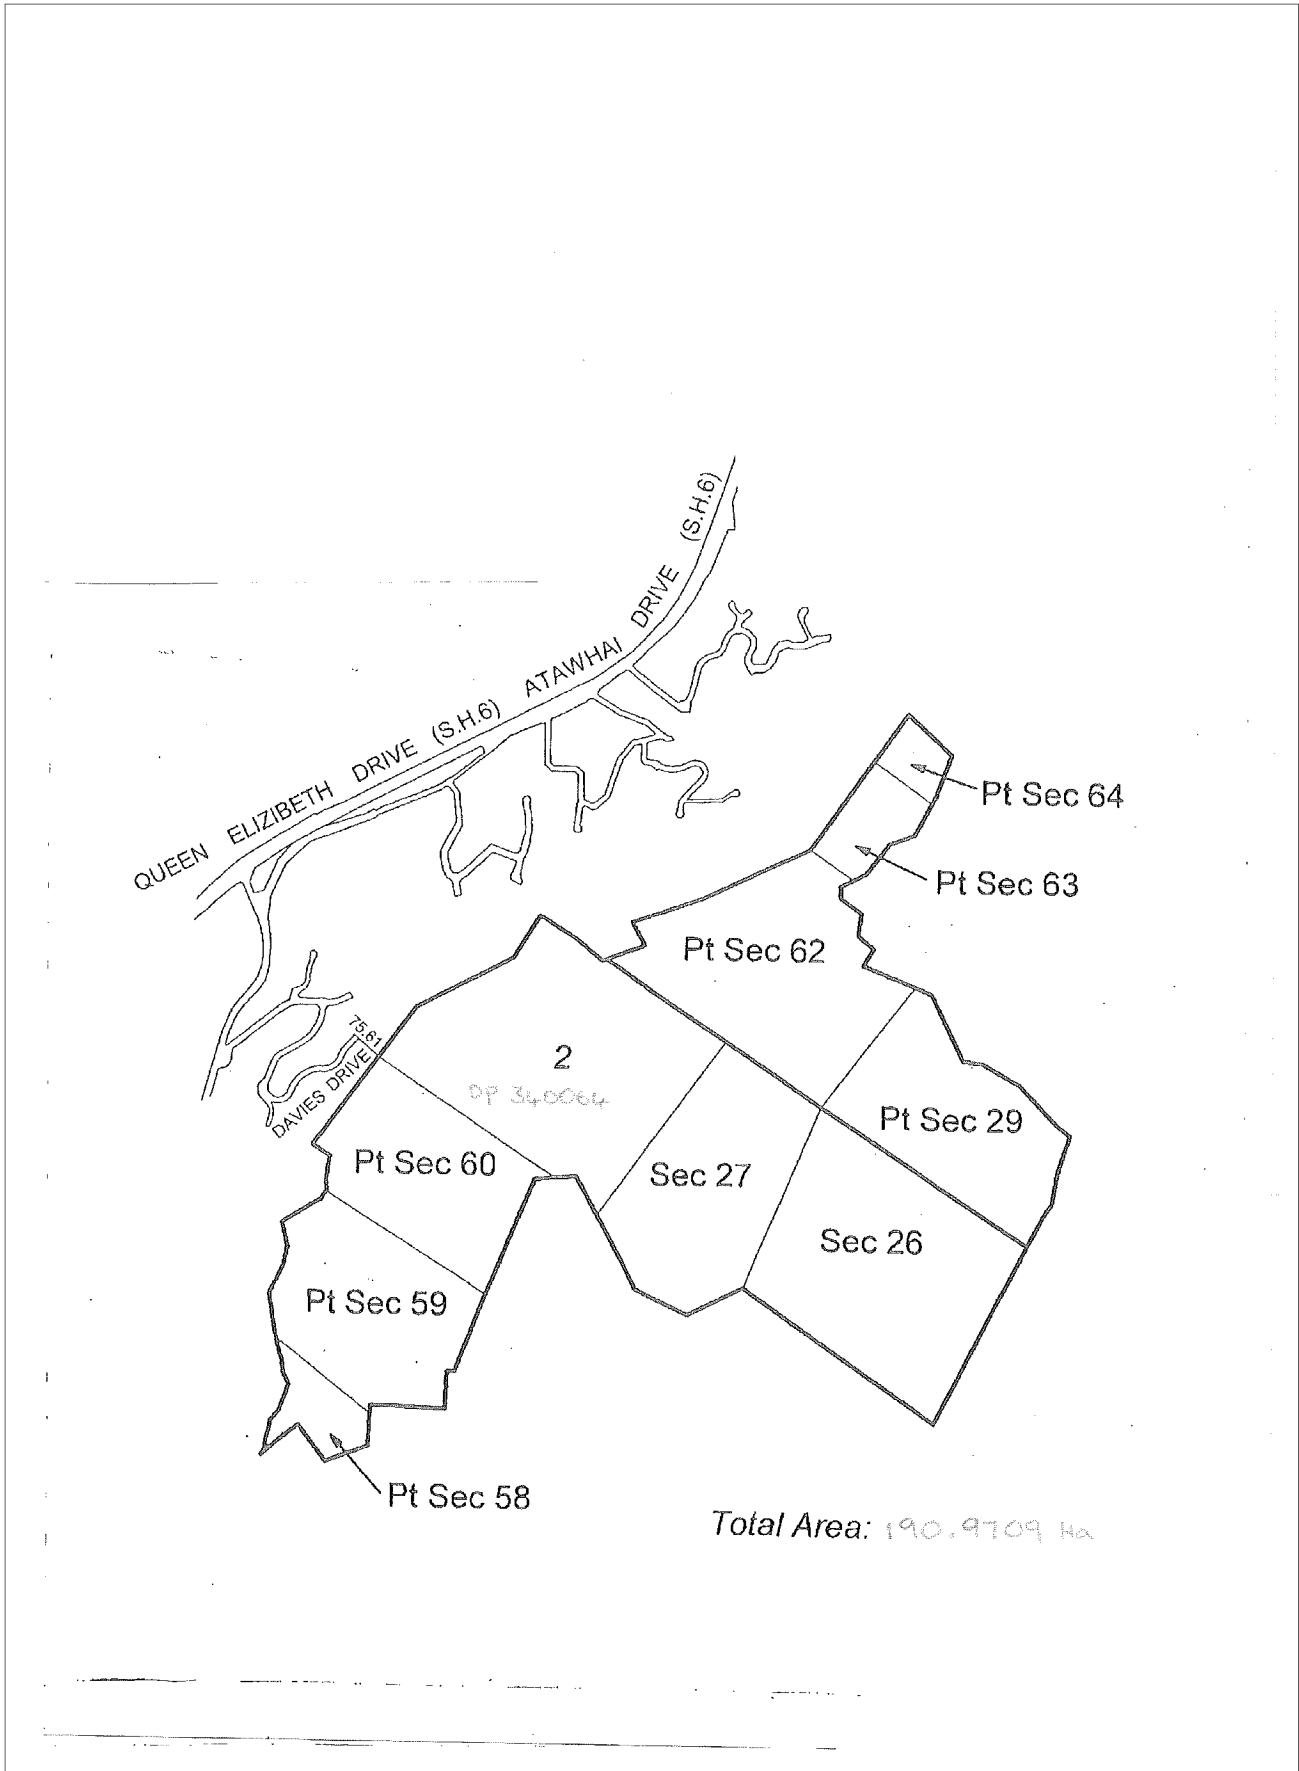 QUEEN ELIZIBETH DRIVE (S.H.6) ATAWHAI DRIVE (S.H.6)
Pt Sec 64
Pt Sec 63
Pt Sec 62
75.61
DAVIES DRIVE
2
DP 340064
Pt Sec 29
Pt Sec 60
Sec 27
Sec 26
Pt Sec 59
Pt Sec 58
Total Area: 190.9709 Ha